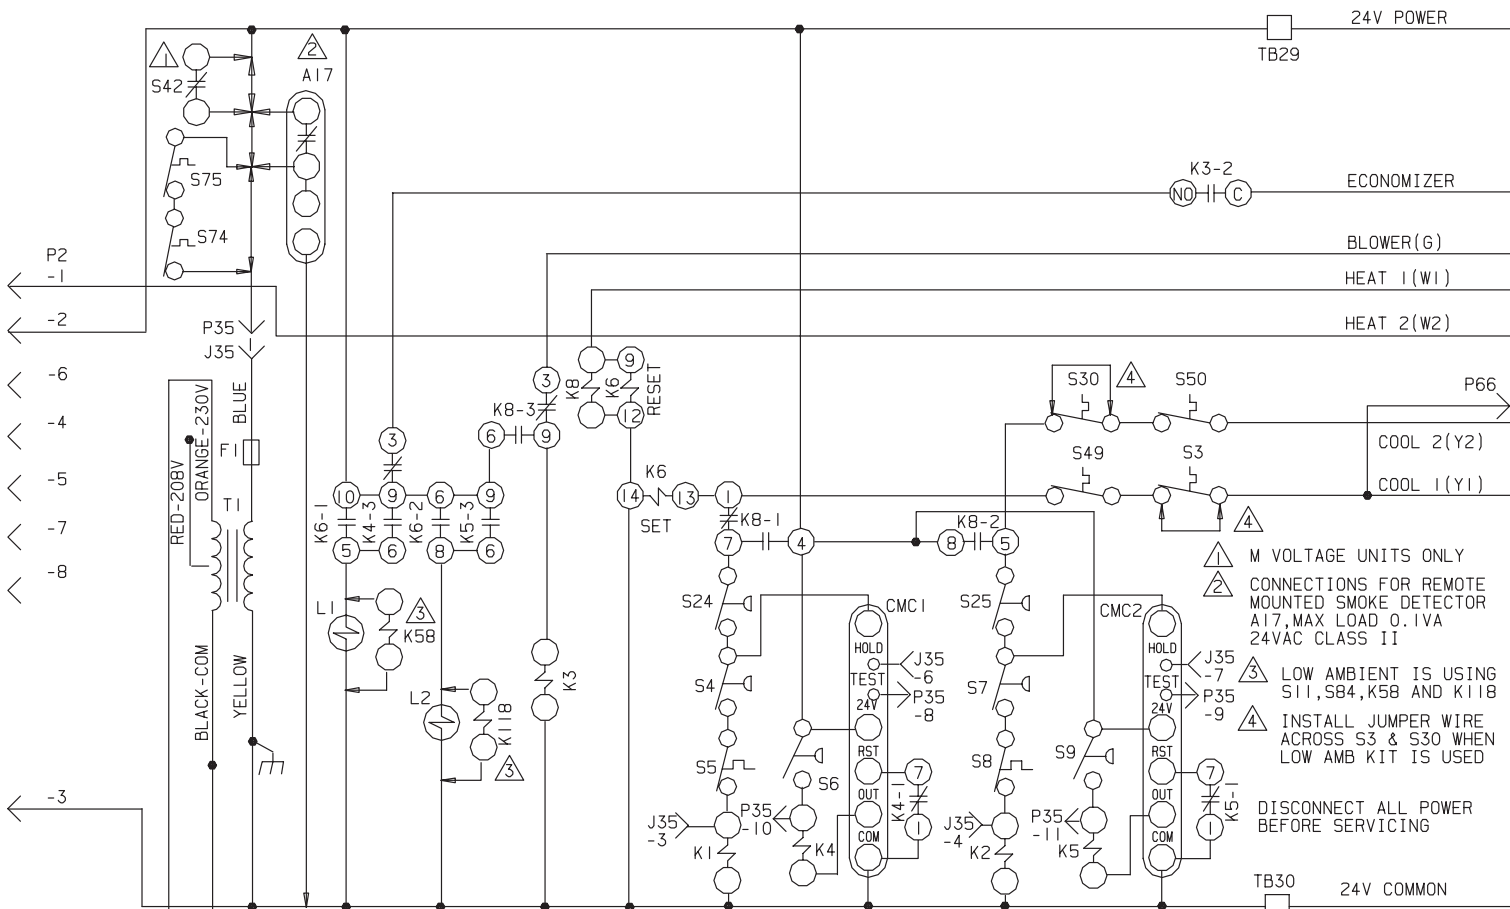 24V POWER
TB29
1
2
S42
A17
S75
S74
K3-2
NO
C
ECONOMIZER
BLOWER(G)
HEAT 1(W1)
HEAT 2(W2)
P2
-1
-2
-6
-4
-5
-7
-8
-3
P35
J35
BLUE
F1
T1
RED-208V
ORANGE-230V
BLACK-COM
YELLOW
3
K8-3
3
6
9
K8
K6
9
12
RESET
10
9
6
9
K6-1
K4-3
K6-2
K5-3
5
6
8
6
14
K6
13
1
SET
K8-1
7
4
K8-2
8
5
S30
4
S50
P66
COOL 2(Y2)
S49
S3
COOL 1(Y1)
4
L1
3
K58
L2
K118
3
K3
S24
S4
S5
J35
-3
K1
P35
-10
K4
S6
CMC1
HOLD
TEST
24V
RST
OUT
COM
J35
-6
P35
-8
7
K4-1
1
S25
S7
S8
J35
-4
K2
P35
-11
K5
S9
CMC2
HOLD
TEST
24V
RST
OUT
COM
J35
-7
P35
-9
7
K5-1
1
1 M VOLTAGE UNITS ONLY
2 CONNECTIONS FOR REMOTE
MOUNTED SMOKE DETECTOR
A17,MAX LOAD 0.1VA
24VAC CLASS II
3 LOW AMBIENT IS USING
S11,S84,K58 AND K118
4 INSTALL JUMPER WIRE
ACROSS S3 & S30 WHEN
LOW AMB KIT IS USED
DISCONNECT ALL POWER
BEFORE SERVICING
TB30
24V COMMON